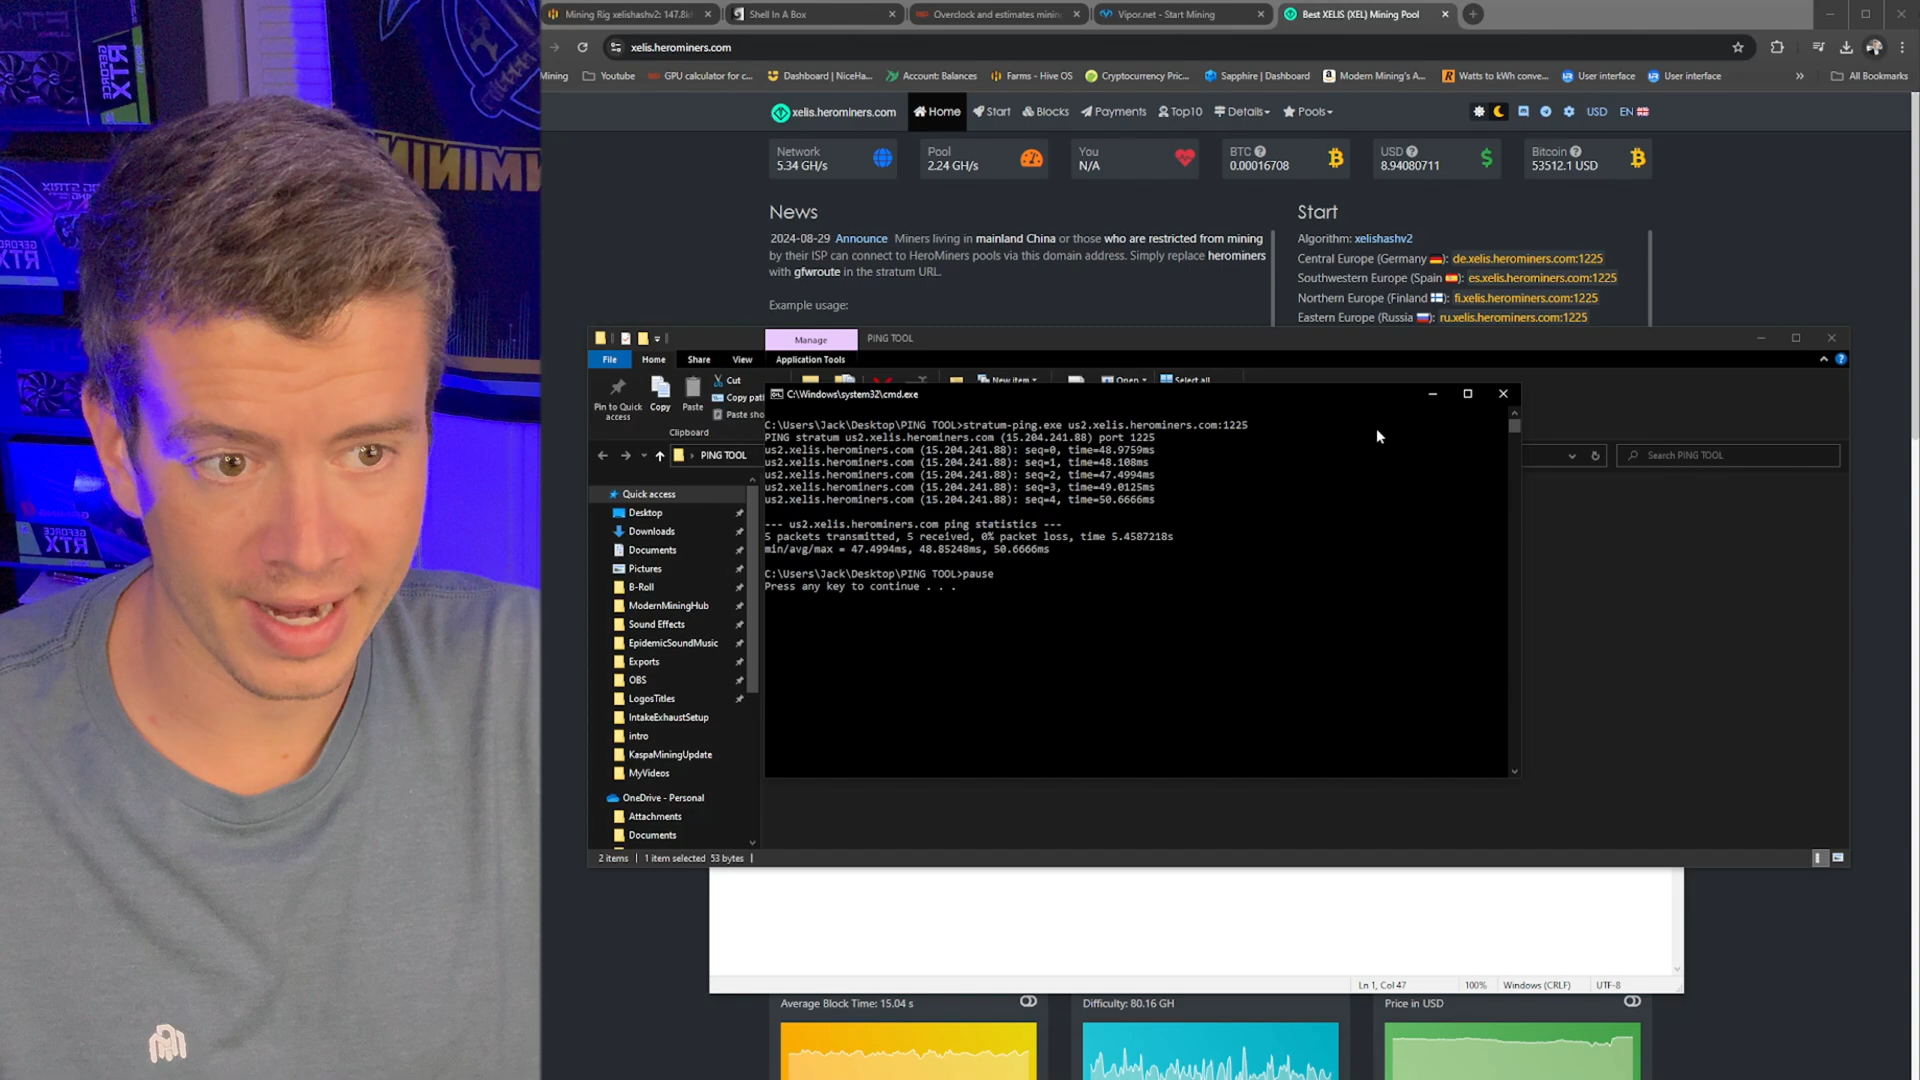 Mining Rig xelishashv2: 147.8k
Shell In A Box
Overclock and estimates minin
Vipor.net - Start Mining
Best XELIS (XEL) Mining Pool
xelis.herominers.com
Mining
Youtube
GPU calculator for c...
Dashboard | NiceHa...
Account Balances
Farms - Hive OS
Cryptocurrency Pric...
Sapphire | Dashboard
Modern Mining's A...
Watts to kWh conve...
User interface
User interface
All Bookmarks
xelis.herominers.com
Home
Start
Blocks
Payments
Top10
Details
Pools
USD
EN
Network
5.34 GH/s
Pool
2.24 GH/s
You
N/A
BTC
0.00016708
USD
8.94080711
Bitcoin
53512.1 USD
News
2024-08-29 Announce Miners living in mainland China or those who are restricted from mining
by their ISP can connect to HeroMiners pools via this domain address. Simply replace herominers
with gfwroute in the stratum URL.
Example usage:
Start
Algorithm: xelishashv2
Central Europe (Germany): de.xelis.herominers.com:1225
Southwestern Europe (Spain): es.xelis.herominers.com:1225
Northern Europe (Finland): fi.xelis.herominers.com:1225
Eastern Europe (Russia): ru.xelis.herominers.com:1225
Manage
PING TOOL
File
Home
Share
View
Application Tools
Pin to Quick
access
Copy
Paste
Cut
Copy pat
Paste sho
Clipboard
New item
Open
Select all
C:\Windows\system32\cmd.exe
C:\Users\Jack\Desktop\PING TOOL>stratum-ping.exe us2.xelis.herominers.com:1225
PING stratum us2.xelis.herominers.com (15.204.241.88) port 1225
us2.xelis.herominers.com (15.204.241.88): seq=0, time=48.9759ms
us2.xelis.herominers.com (15.204.241.88): seq=1, time=48.108ms
us2.xelis.herominers.com (15.204.241.88): seq=2, time=47.4994ms
us2.xelis.herominers.com (15.204.241.88): seq=3, time=49.0125ms
us2.xelis.herominers.com (15.204.241.88): seq=4, time=50.6666ms
--- us2.xelis.herominers.com ping statistics ---
5 packets transmitted, 5 received, 0% packet loss, time 5.4587218s
min/avg/max = 47.4994ms, 48.85248ms, 50.6666ms
C:\Users\Jack\Desktop\PING TOOL>pause
Press any key to continue . . .
PING TOOL
Search PING TOOL
Quick access
Desktop
Downloads
Documents
Pictures
B-Roll
ModernMiningHub
Sound Effects
EpidemicSoundMusic
Exports
OBS
LogosTitles
IntakeExhaustSetup
intro
KaspaMiningUpdate
MyVideos
OneDrive - Personal
Attachments
Documents
2 items
1 item selected 53 bytes
Ln 1, Col 47
100%
Windows (CRLF)
UTF-8
Average Block Time: 15.04 s
Difficulty: 80.16 GH
Price in USD